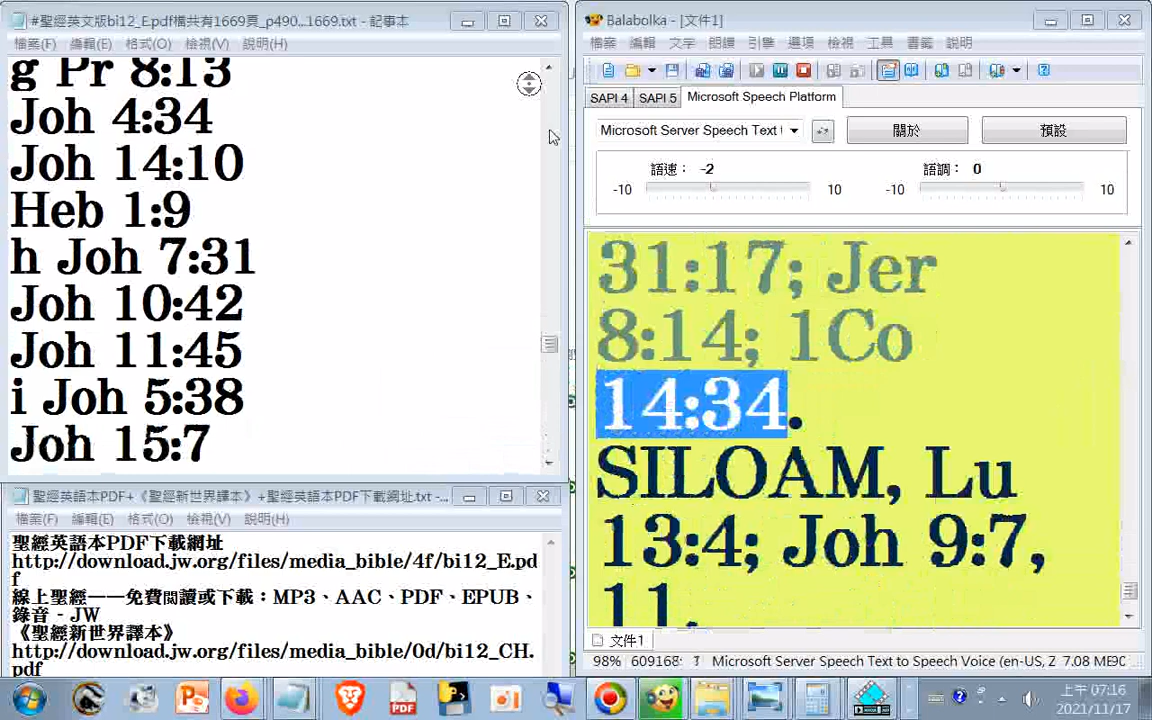 #聖經英文版bi12_E.pdf檔共有1669頁_p490...1669.txt - 記事本
檔案(F) 編輯(E) 格式(O) 檢視(V) 說明(H)
g Pr 8:13
Joh 4:34
Joh 14:10
Heb 1:9
h Joh 7:31
Joh 10:42
Joh 11:45
i Joh 5:38
Joh 15:7
聖經英語本PDF+《聖經新世界譯本》+聖經英語本PDF下載網址.txt -...
檔案(F) 編輯(E) 格式(O) 檢視(V) 說明(H)
聖經英語本PDF下載網址
http://download.jw.org/files/media_bible/4f/bi12_E.pd
f
線上聖經——免費閱讀或下載：MP3、AAC、PDF、EPUB、
錄音 - JW
《聖經新世界譯本》
http://download.jw.org/files/media_bible/0d/bi12_CH.
pdf
Balabolka - [文件1]
檔案 編輯 文字 朗讀 引擎 選項 檢視 工具 書籤 說明
SAPI 4 SAPI 5 Microsoft Speech Platform
Microsoft Server Speech Text 關於 預設
語速： -2 語調： 0
-10 10 -10 10
31:17; Jer
8:14; 1Co
14:34.
SILOAM, Lu
13:4; Joh 9:7,
11.
文件1
98% Microsoft Server Speech Text to Speech Voice (en-US, Z 7.08 ME
PDF
上午 07:16
2021/11/17